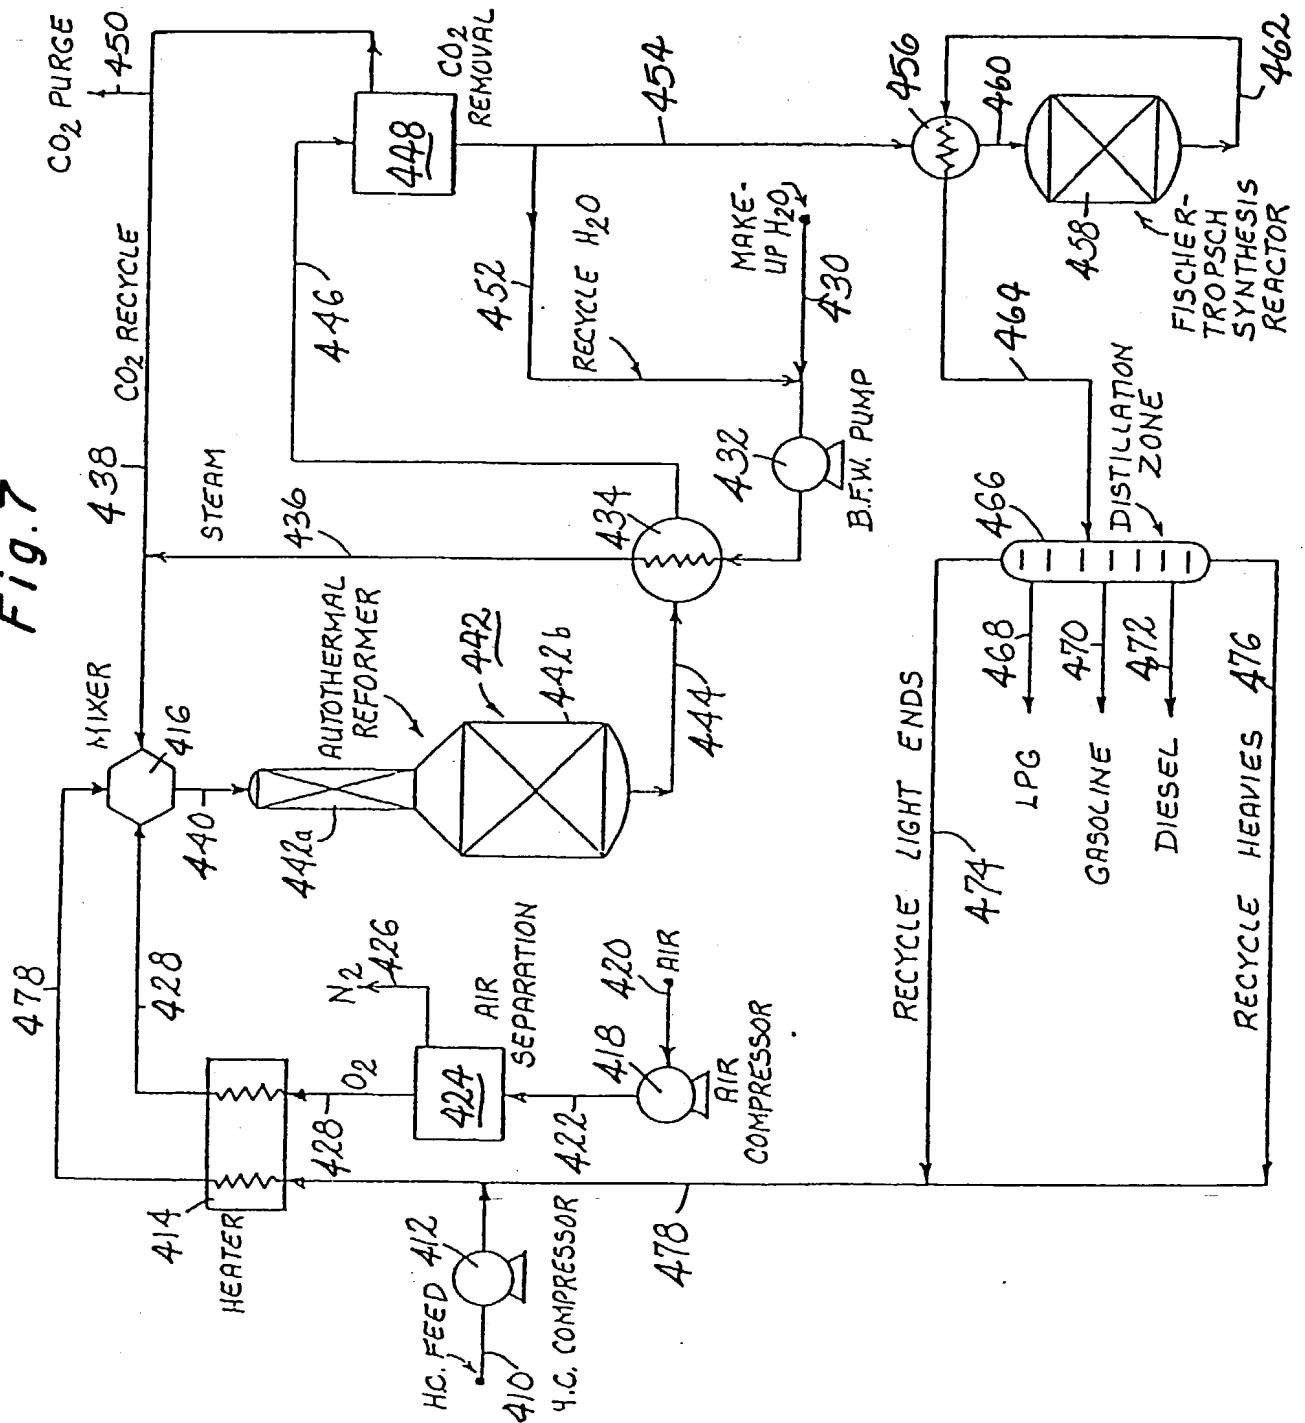 Fig. 7
CO2 PURGE
450
438
CO2 RECYCLE
478
428
MIXER
416
STEAM
436
446
448
CO2
REMOVAL
454
414
HEATER
440
442a
AUTOTHERMAL
REFORMER
442
442b
444
434
452
RECYCLE H2O
MAKE-
UP H2O
430
432
B.F.W. PUMP
456
460
462
458
FISCHER-
TROPSCH
SYNTHESIS
REACTOR
464
O2
428
N2
426
424
AIR
SEPARATION
422
418
420
AIR
AIR
COMPRESSOR
H.C. FEED
412
410
H.C. COMPRESSOR
478
RECYCLE LIGHT ENDS
474
466
DISTILLATION
ZONE
468
LPG
470
GASOLINE
472
DIESEL
RECYCLE HEAVIES
476